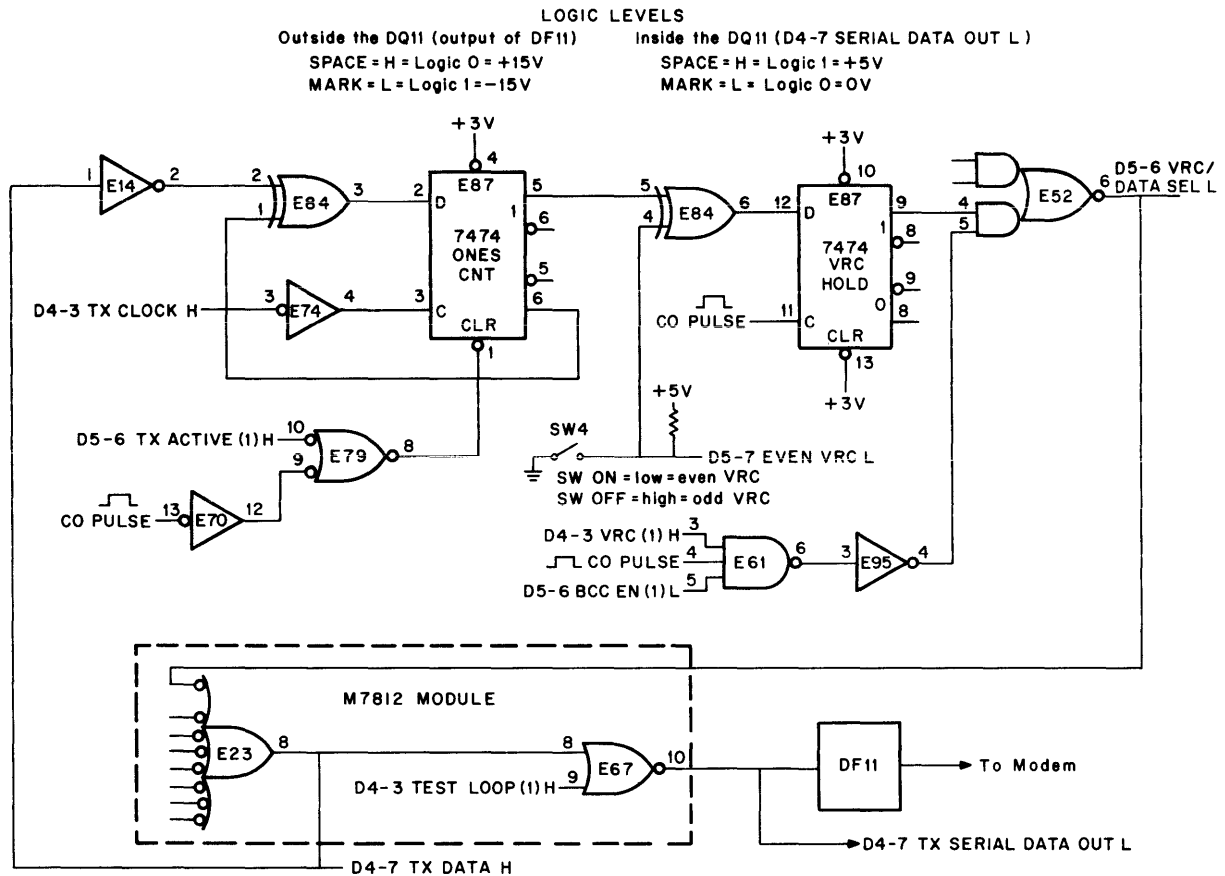 LOGIC LEVELS
Outside the DQ11 (output of DF11)
SPACE = H = Logic 0 = +15V
MARK = L = Logic 1 = -15V
Inside the DQ11 (D4-7 SERIAL DATA OUT L)
SPACE = H = Logic 1 = +5V
MARK = L = Logic 0 = 0V
+3V
4
1 E14 2
2
1
E84 3
2 D
E87
5
1
6
7474
ONES
CNT
5
6
3 C
CLR
1
D4-3 TX CLOCK H
3 E74 4
5
4
E84 6
+3V
10
12 D
E87
9
1
8
7474
VRC
HOLD
9
0
8
CO PULSE 11 C
CLR
13
+3V
4
5
E52 6
D5-6 VRC/
DATA SEL L
D5-6 TX ACTIVE (1) H 10
9
E79 8
CO PULSE 13 E70 12
+5V
SW4
D5-7 EVEN VRC L
SW ON = low = even VRC
SW OFF = high = odd VRC
D4-3 VRC (1) H 3
CO PULSE 4
D5-6 BCC EN (1) L 5
E61 6
3 E95 4
M7812 MODULE
E23 8
8
D4-3 TEST LOOP (1) H 9
E67 10
DF11
To Modem
D4-7 TX SERIAL DATA OUT L
D4-7 TX DATA H